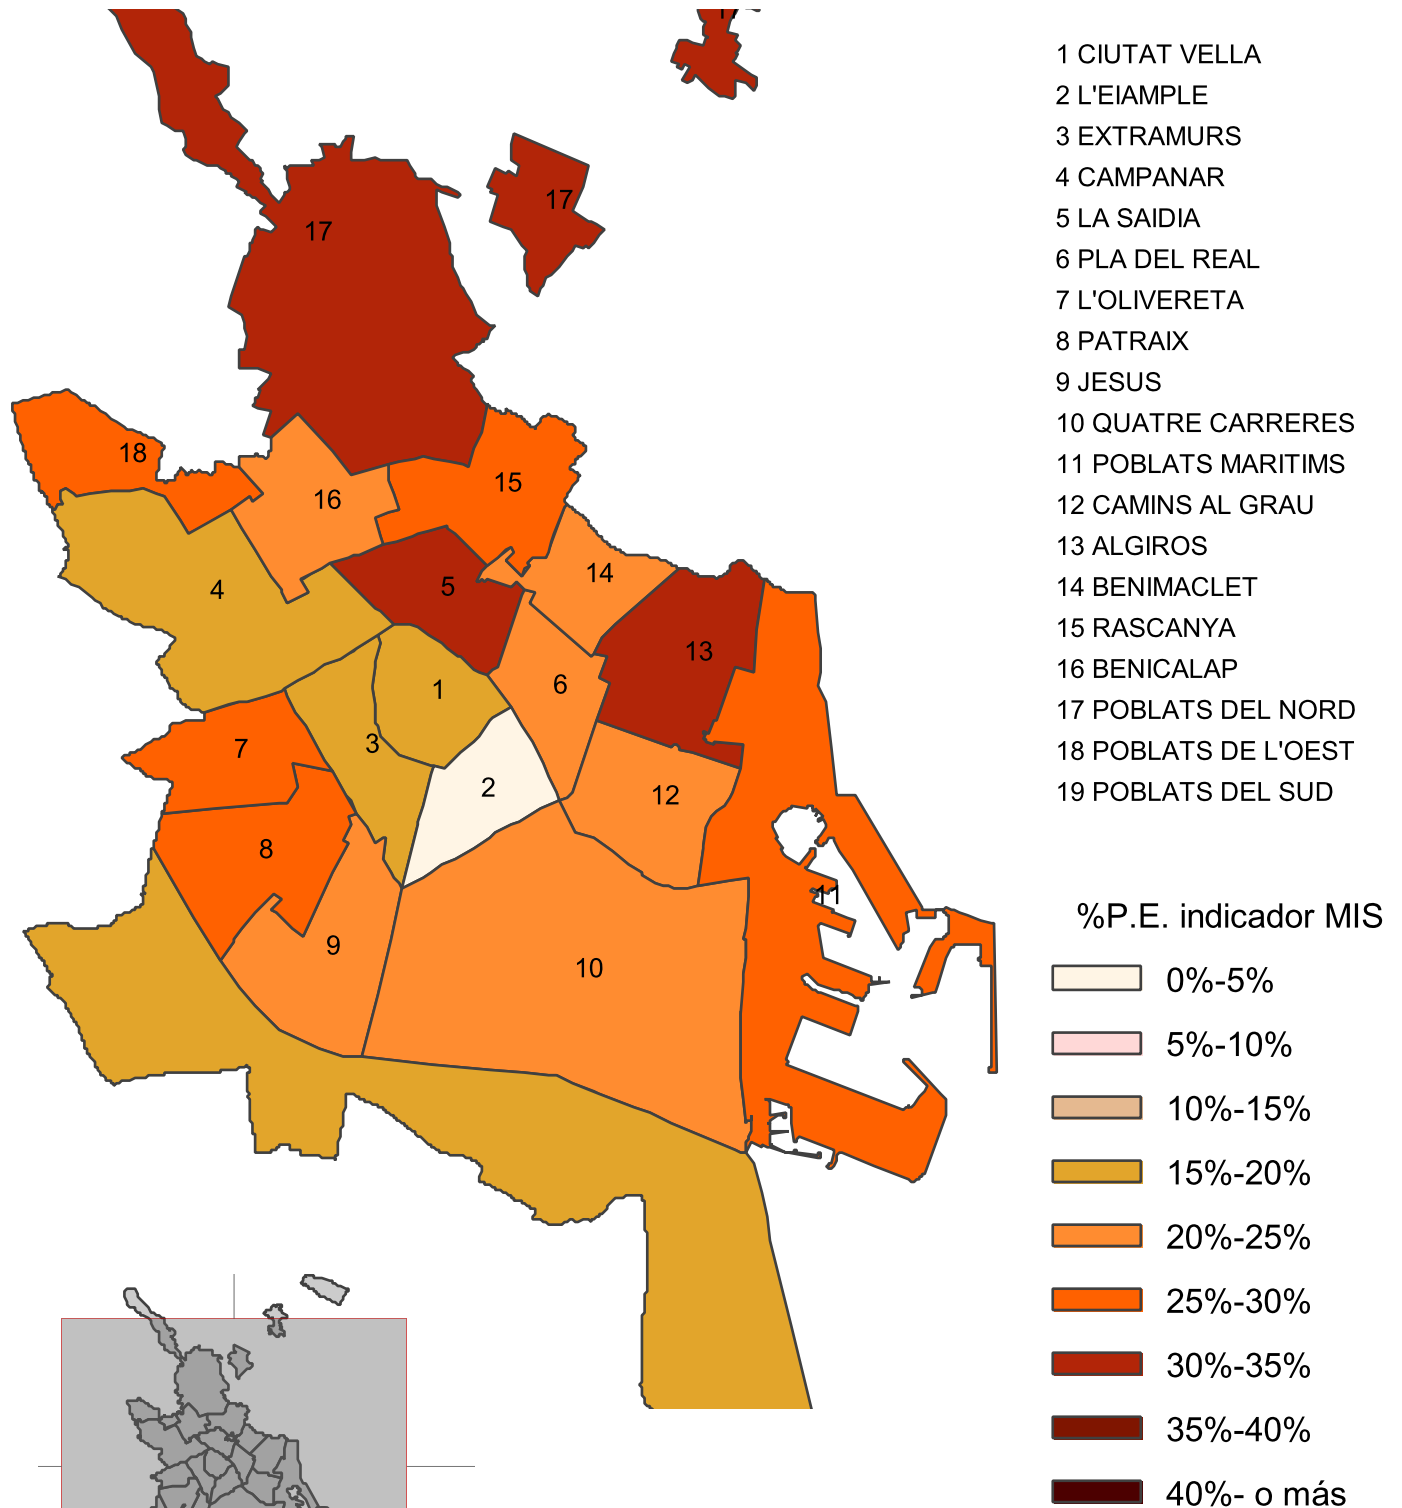 17
17
17
18
16
15
4
5
14
13
1
6
7
3
2
12
8
11
9
10
1 CIUTAT VELLA
2 L'EIAMPLE
3 EXTRAMURS
4 CAMPANAR
5 LA SAIDIA
6 PLA DEL REAL
7 L'OLIVERETA
8 PATRAIX
9 JESUS
10 QUATRE CARRERES
11 POBLATS MARITIMS
12 CAMINS AL GRAU
13 ALGIROS
14 BENIMACLET
15 RASCANYA
16 BENICALAP
17 POBLATS DEL NORD
18 POBLATS DE L'OEST
19 POBLATS DEL SUD
%P.E. indicador MIS
0%-5%
5%-10%
10%-15%
15%-20%
20%-25%
25%-30%
30%-35%
35%-40%
40%- o más